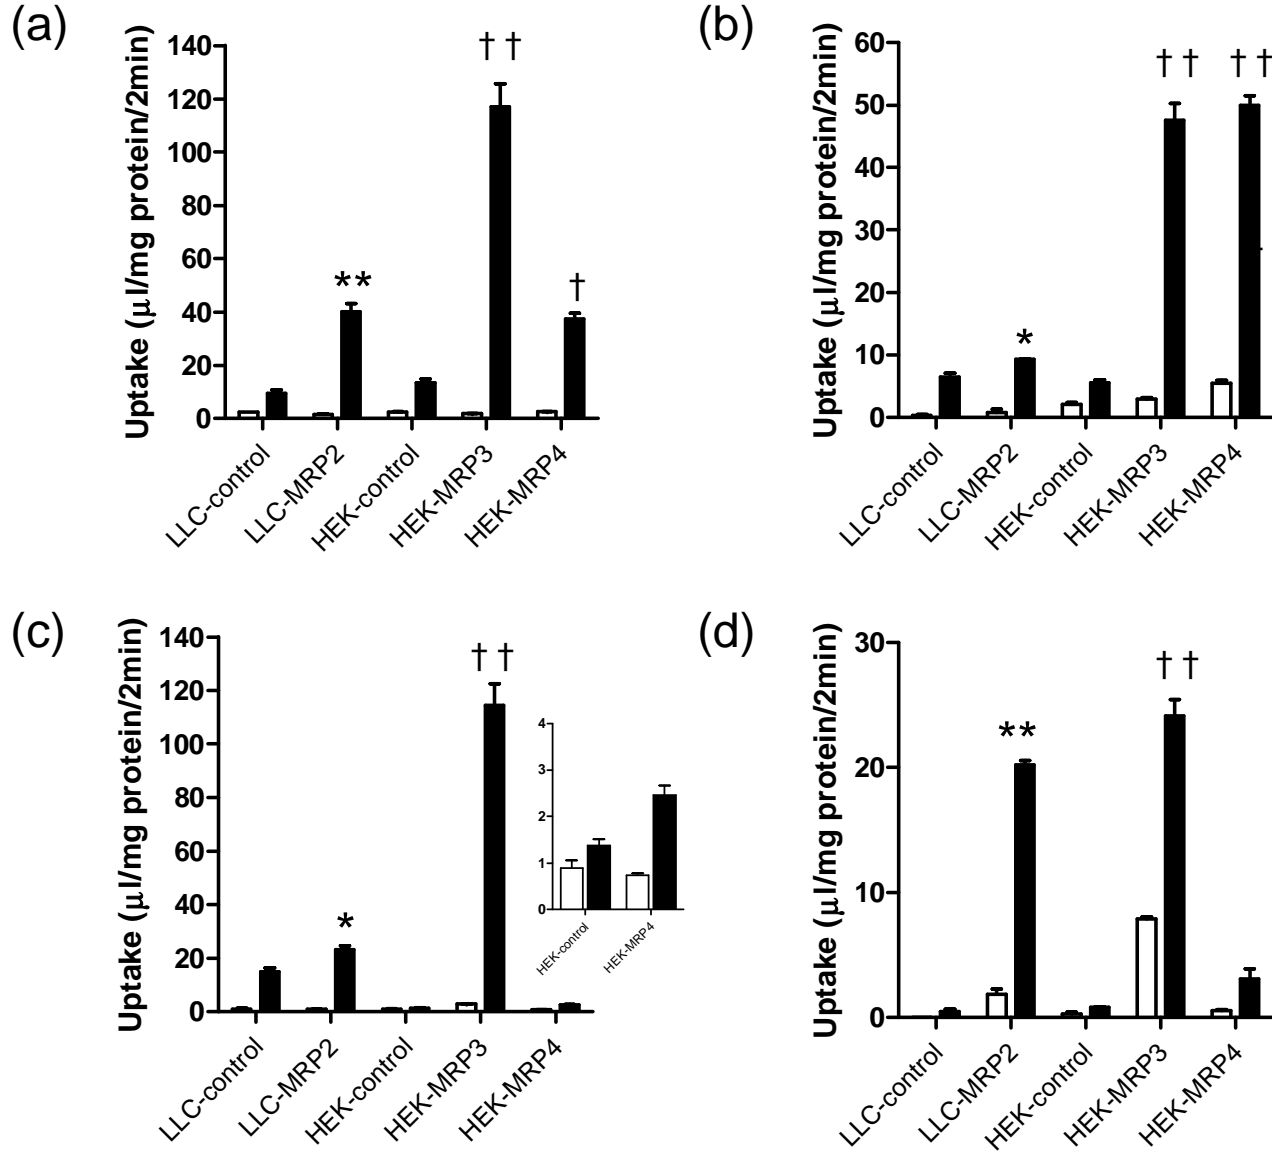 (a)
Uptake (μl/mg protein/2min)
140
120
100
80
60
40
20
0
**
† †
†
LLC-control
LLC-MRP2
HEK-control
HEK-MRP3
HEK-MRP4
(b)
Uptake (μl/mg protein/2min)
60
50
40
30
20
10
0
*
† †
† †
LLC-control
LLC-MRP2
HEK-control
HEK-MRP3
HEK-MRP4
(c)
Uptake (μl/mg protein/2min)
140
120
100
80
60
40
20
0
*
† †
LLC-control
LLC-MRP2
HEK-control
HEK-MRP3
HEK-MRP4
4
3
2
1
0
HEK-control
HEK-MRP4
(d)
Uptake (μl/mg protein/2min)
30
20
10
0
**
† †
LLC-control
LLC-MRP2
HEK-control
HEK-MRP3
HEK-MRP4